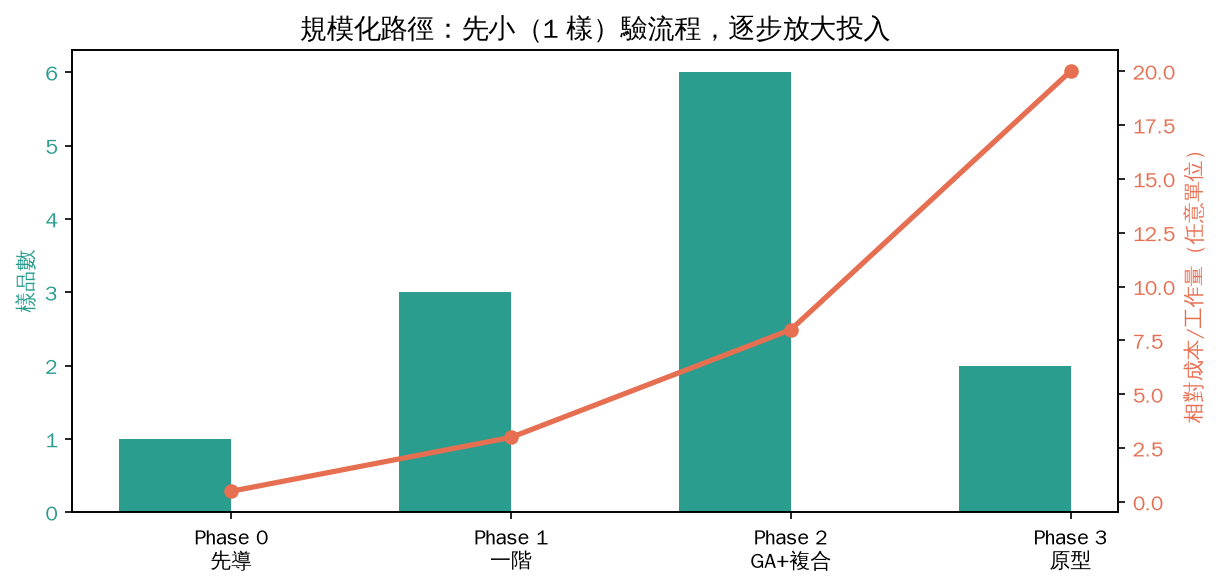 規模化路徑：先小（1 樣）驗流程，逐步放大投入
樣品數
6
5
4
3
2
1
0
20.0
17.5
15.0
12.5
10.0
7.5
5.0
2.5
0.0
相對成本/工作量（任意單位）
Phase 0
先導
Phase 1
一階
Phase 2
GA+複合
Phase 3
原型